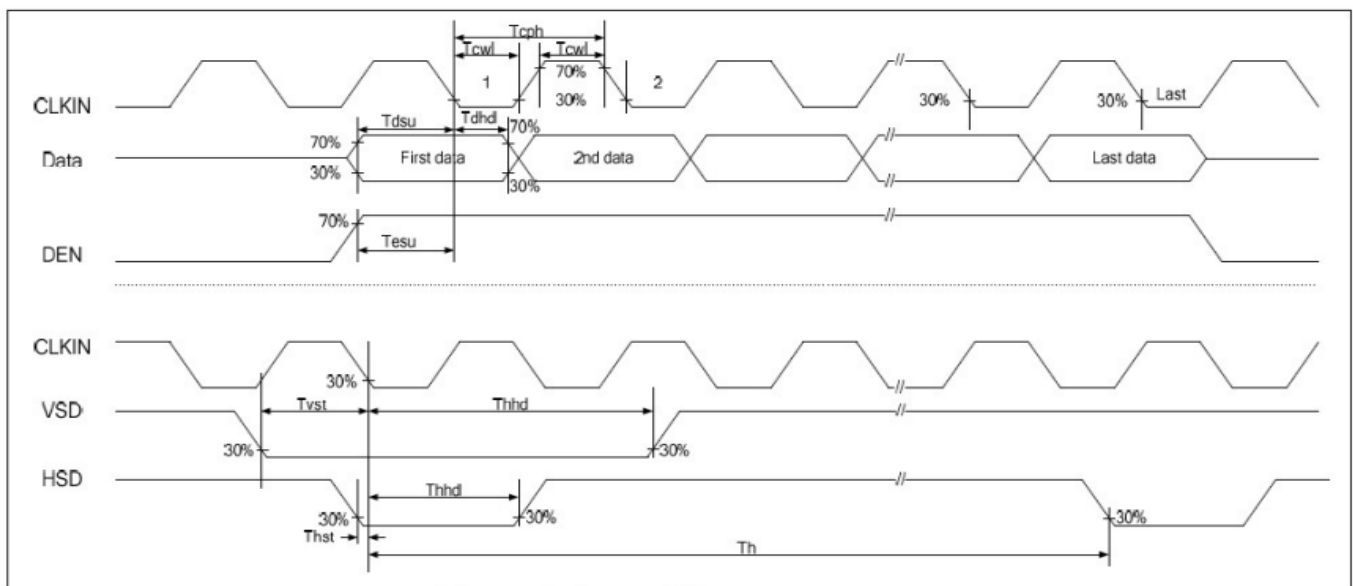 Tcph
Tcwl Tcwl
CLKIN 1 70% 30% 2 30% 30% Last
Tdsu Tdhd
70% 70%
Data First data 2nd data Last data
30% 30%
70%
DEN Tesu
CLKIN 30%
VSD Tvst Thhd
30% 30%
HSD Thhd
30% 30% 30%
Thst
Th